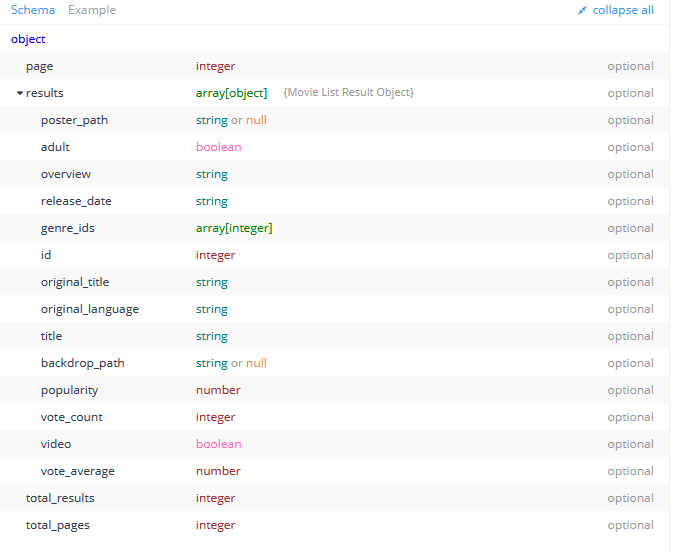 Schema Example collapse all
object
page integer optional
results array[object] {Movie List Result Object} optional
poster_path string or null optional
adult boolean optional
overview string optional
release_date string optional
genre_ids array[integer] optional
id integer optional
original_title string optional
original_language string optional
title string optional
backdrop_path string or null optional
popularity number optional
vote_count integer optional
video boolean optional
vote_average number optional
total_results integer optional
total_pages integer optional